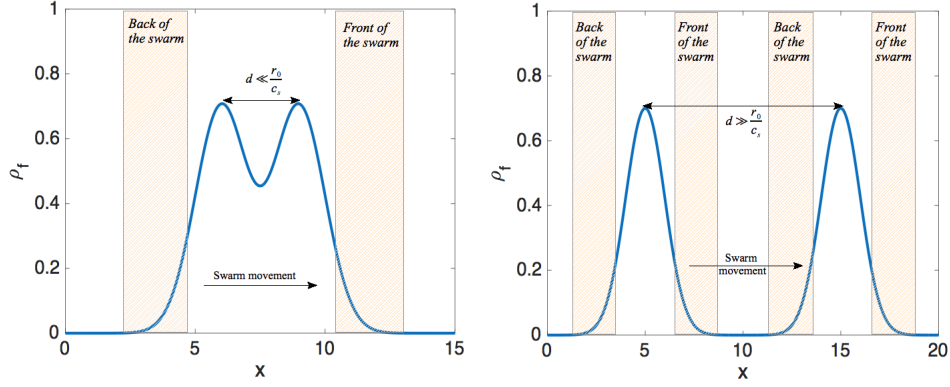 Back of
the swarm
Front of
the swarm
d ≪ r₀/cₛ
Swarm movement
ρf
1
0.8
0.6
0.4
0.2
0
0
5
10
15
x
Back
of the
swarm
Front
of the
swarm
Back
of the
swarm
Front
of the
swarm
d ≫ r₀/cₛ
Swarm
movement
ρf
1
0.8
0.6
0.4
0.2
0
0
5
10
15
20
x